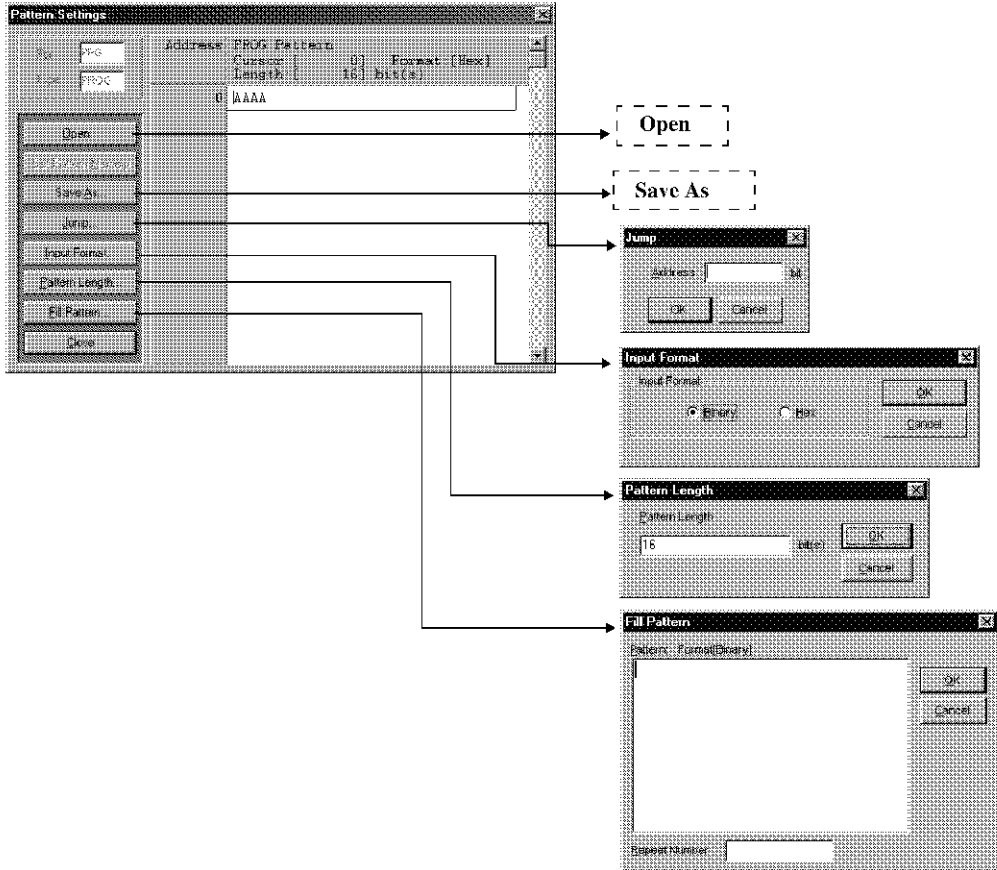 Pattern Settings
PPG
PROG
Address PROG Pattern
Cursor [ 0] Format [Hex]
Length [ 16] bit(s)
0 AAAA
Open
Save As
Jump
Input Format
Pattern Length
Fill Pattern
Close
Open
Save As
Jump
Address
bit
OK
Cancel
Input Format
Input Format
Binary
Hex
OK
Cancel
Pattern Length
Pattern Length
16
bit(s)
OK
Cancel
Fill Pattern
Pattern: Format[Binary]
OK
Cancel
Repeat Number